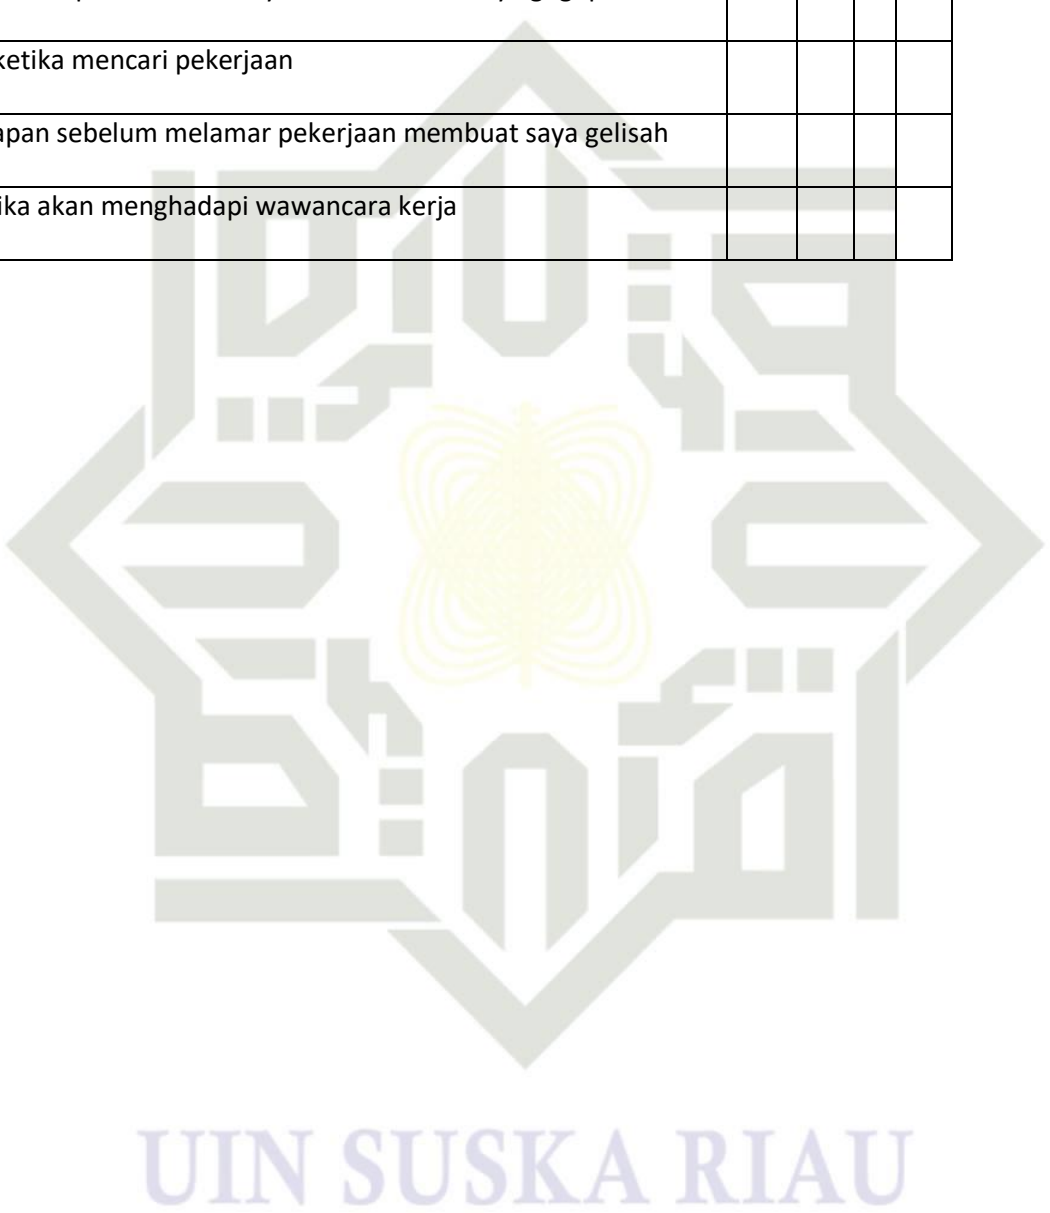 ketika mencari pekerjaan
apan sebelum melamar pekerjaan membuat saya gelisah
ika akan menghadapi wawancara kerja
UIN SUSKA RIAU